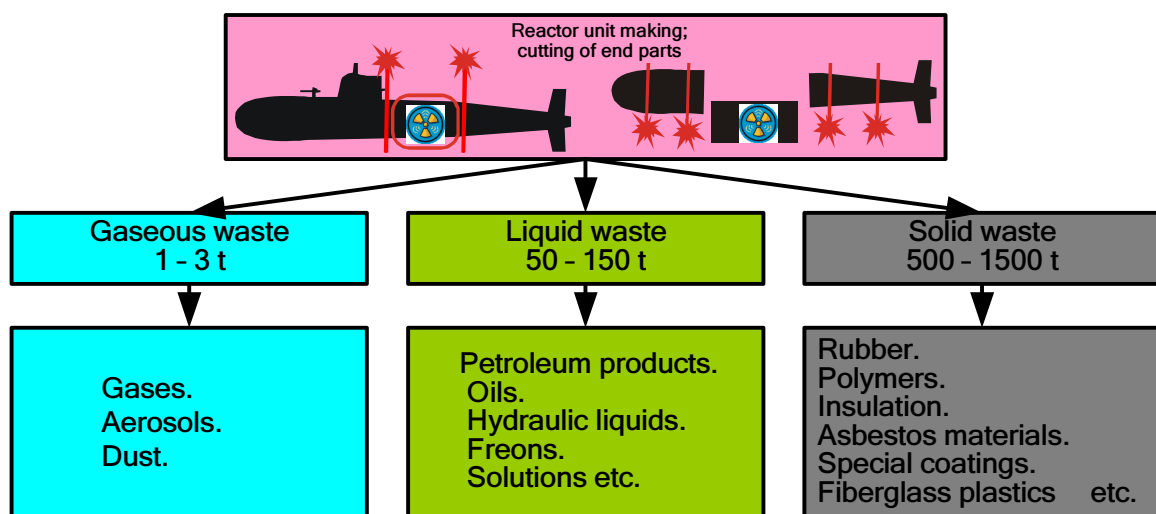 Reactor unit making;
cutting of end parts
Gaseous waste
1 - 3 t
Liquid waste
50 - 150 t
Solid waste
500 - 1500 t
Gases.
Aerosols.
Dust.
Petroleum products.
Oils.
Hydraulic liquids.
Freons.
Solutions etc.
Rubber.
Polymers.
Insulation.
Asbestos materials.
Special coatings.
Fiberglass plastics etc.